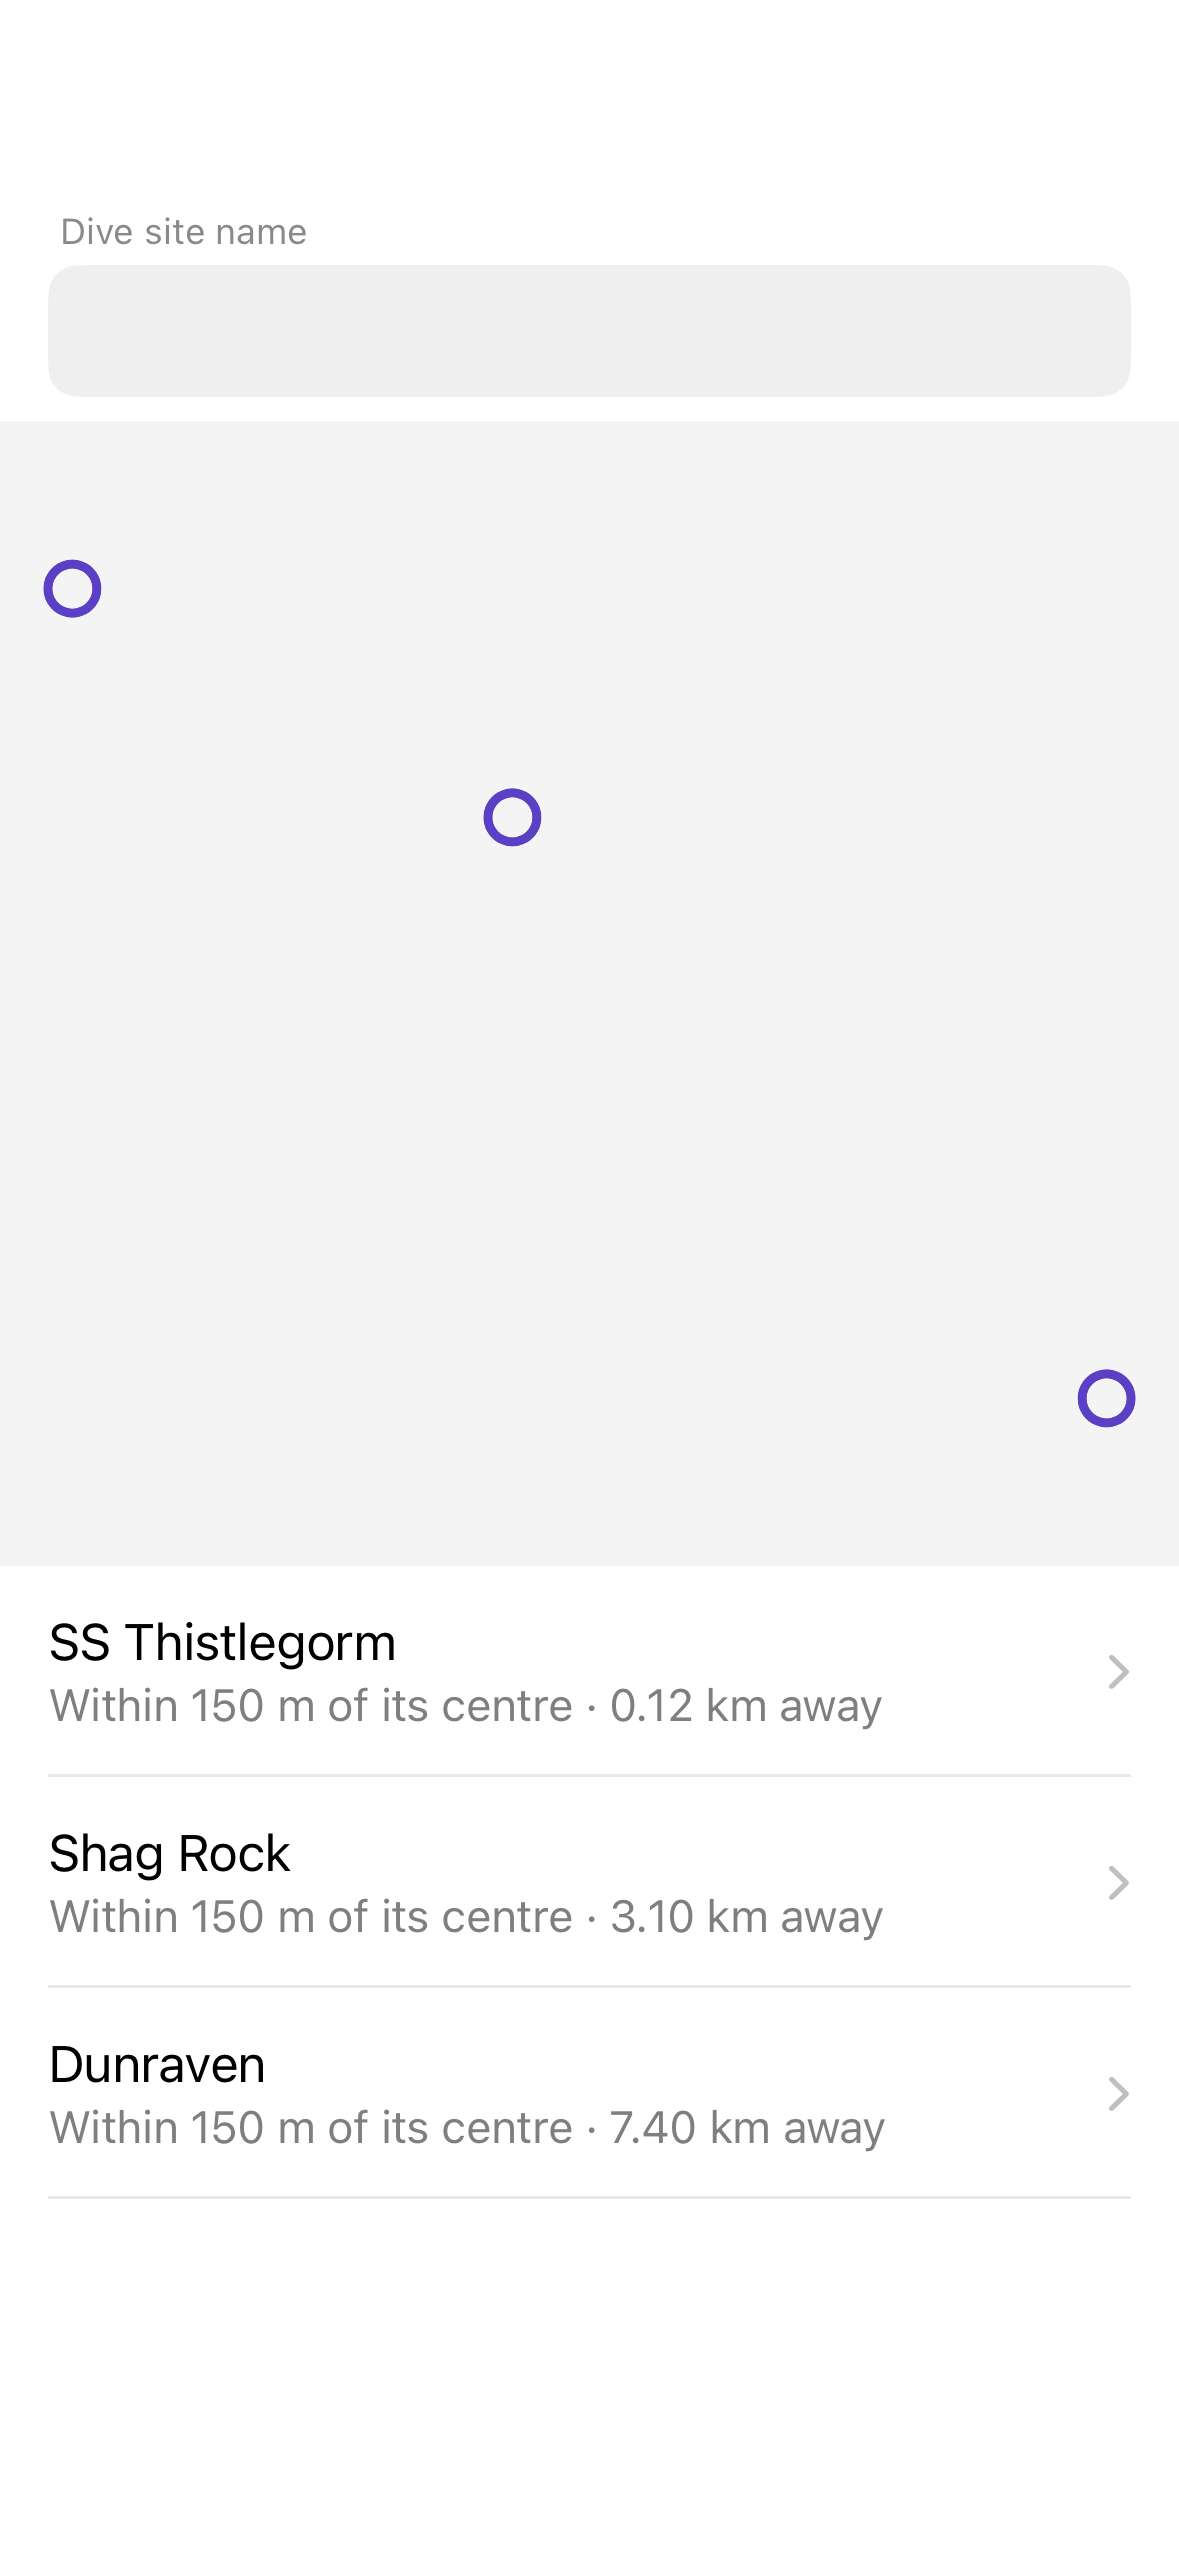 Dive site name
SS Thistlegorm
Within 150 m of its centre · 0.12 km away
Shag Rock
Within 150 m of its centre · 3.10 km away
Dunraven
Within 150 m of its centre · 7.40 km away